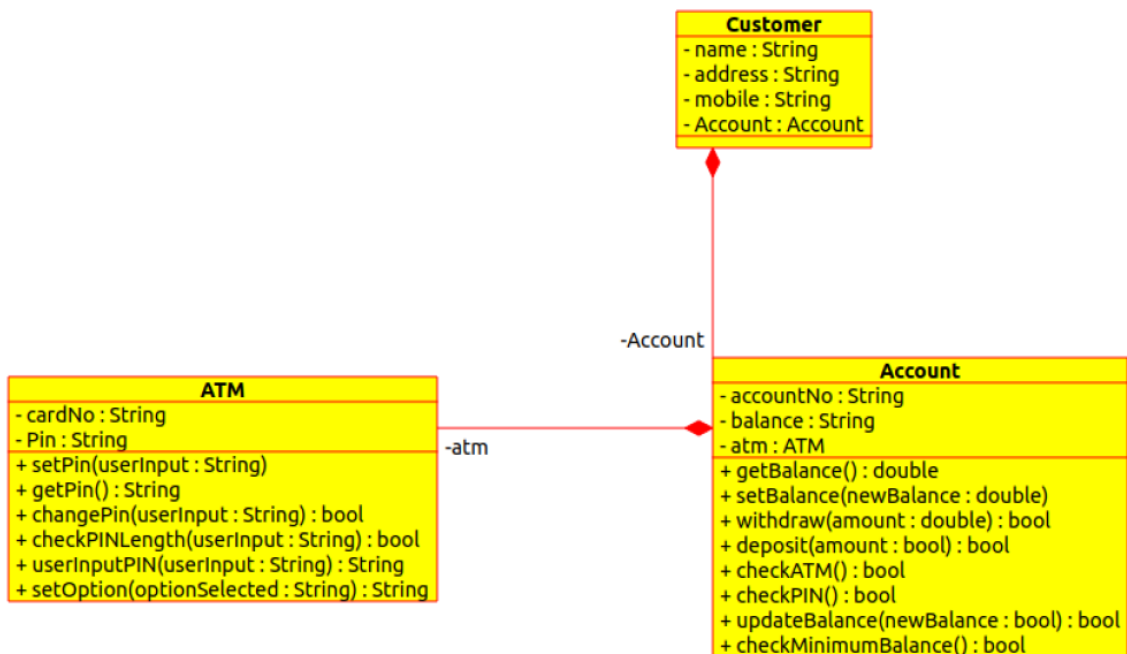 Customer
- name : String
- address : String
- mobile : String
- Account : Account
-Account
ATM
- cardNo : String
- Pin : String
+ setPin(userInput : String)
+ getPin() : String
+ changePin(userInput : String) : bool
+ checkPINLength(userInput : String) : bool
+ userInputPIN(userInput : String) : String
+ setOption(optionSelected : String) : String
-atm
Account
- accountNo : String
- balance : String
- atm : ATM
+ getBalance() : double
+ setBalance(newBalance : double)
+ withdraw(amount : double) : bool
+ deposit(amount : bool) : bool
+ checkATM() : bool
+ checkPIN() : bool
+ updateBalance(newBalance : bool) : bool
+ checkMinimumBalance() : bool